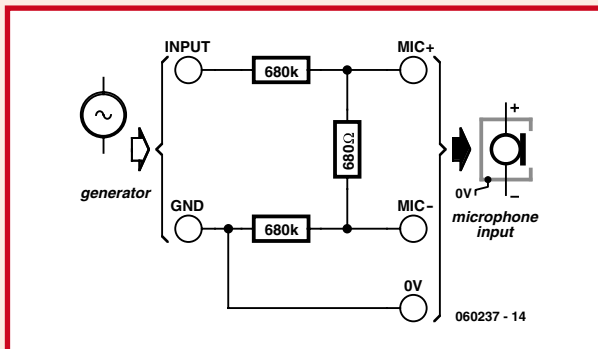 INPUT
MIC+
680k
+
680Ω
generator
GND
MIC-
0V
680k
–
microphone
input
0V
060237 - 14